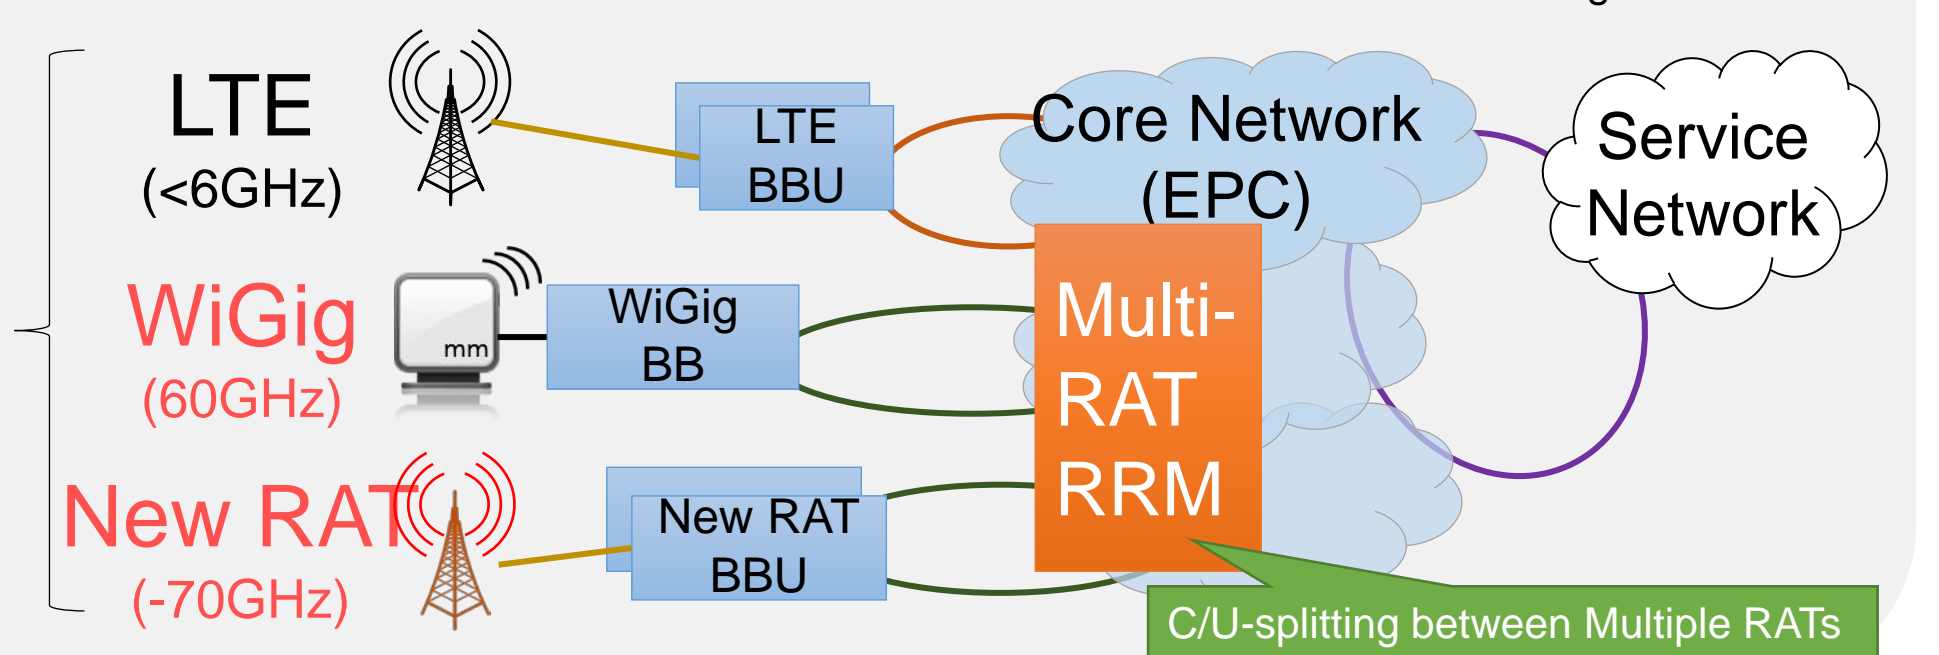 LTE
(<6GHz)
LTE
BBU
Core Network
(EPC)
Service
Network
WiGig
(60GHz)
mm
WiGig
BB
Multi-
RAT
RRM
New RAT
(-70GHz)
New RAT
BBU
C/U-splitting between Multiple RATs